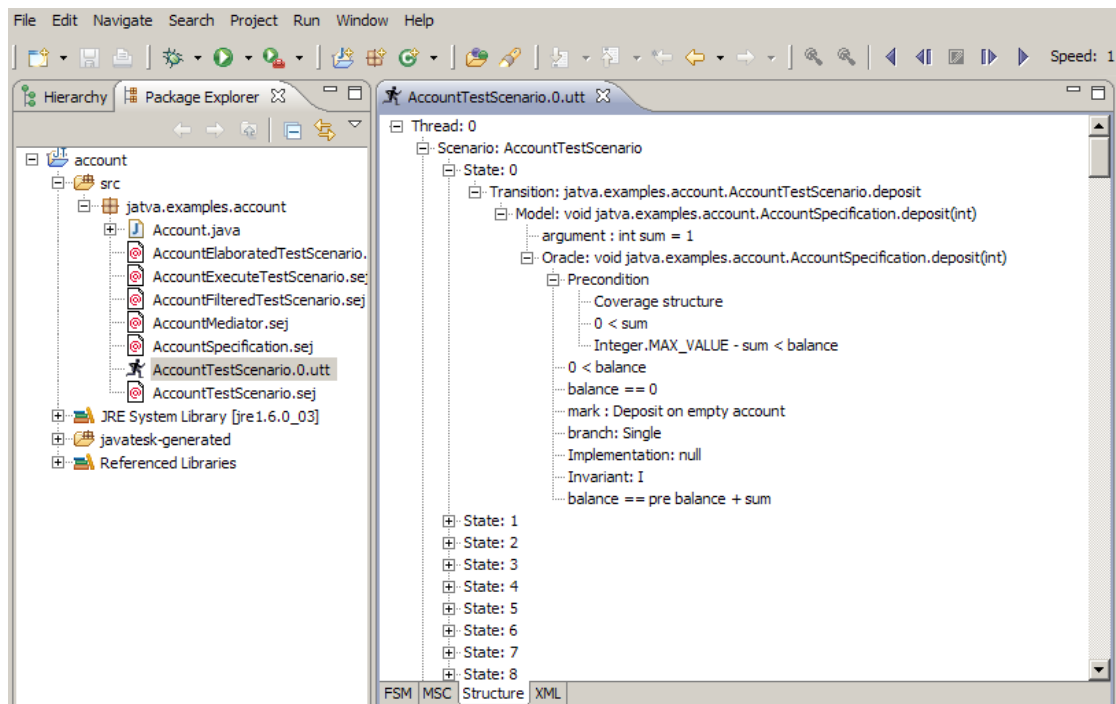 File Edit Navigate Search Project Run Window Help
Speed: 1
Hierarchy
Package Explorer
AccountTestScenario.0.utt
account
src
jatva.examples.account
Account.java
AccountElaboratedTestScenario.
AccountExecuteTestScenario.sej
AccountFilteredTestScenario.sej
AccountMediator.sej
AccountSpecification.sej
AccountTestScenario.0.utt
AccountTestScenario.sej
JRE System Library [jre1.6.0_03]
javatesk-generated
Referenced Libraries
Thread: 0
Scenario: AccountTestScenario
State: 0
Transition: jatva.examples.account.AccountTestScenario.deposit
Model: void jatva.examples.account.AccountSpecification.deposit(int)
argument : int sum = 1
Oracle: void jatva.examples.account.AccountSpecification.deposit(int)
Precondition
Coverage structure
0 < sum
Integer.MAX_VALUE - sum < balance
0 < balance
balance == 0
mark : Deposit on empty account
branch: Single
Implementation: null
Invariant: I
balance == pre balance + sum
State: 1
State: 2
State: 3
State: 4
State: 5
State: 6
State: 7
State: 8
FSM MSC Structure XML